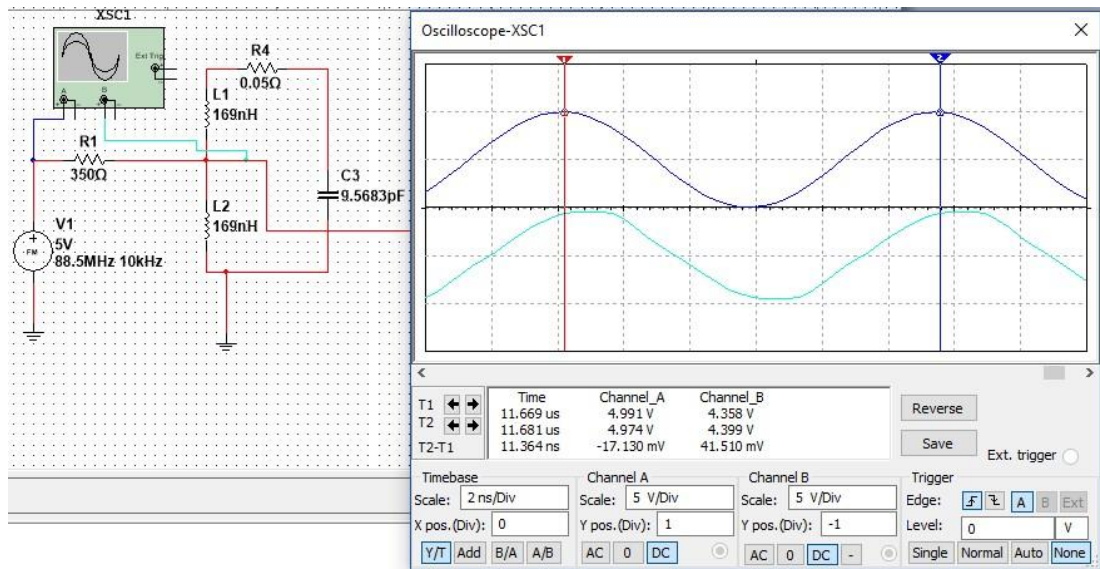 XSC1
Ext Trig
A
B
R4
0.05Ω
L1
169nH
R1
350Ω
C3
9.5683pF
L2
169nH
V1
5V
88.5MHz 10kHz
FM
Oscilloscope-XSC1
1
2
Time Channel_A Channel_B
T1 11.669 us 4.991 V 4.358 V
T2 11.681 us 4.974 V 4.399 V
T2-T1 11.364 ns -17.130 mV 41.510 mV
Reverse
Save
Ext. trigger
Timebase
Scale: 2 ns/Div
X pos.(Div): 0
Y/T Add B/A A/B
Channel A
Scale: 5 V/Div
Y pos.(Div): 1
AC 0 DC
Channel B
Scale: 5 V/Div
Y pos.(Div): -1
AC 0 DC -
Trigger
Edge: A B Ext
Level: 0 V
Single Normal Auto None